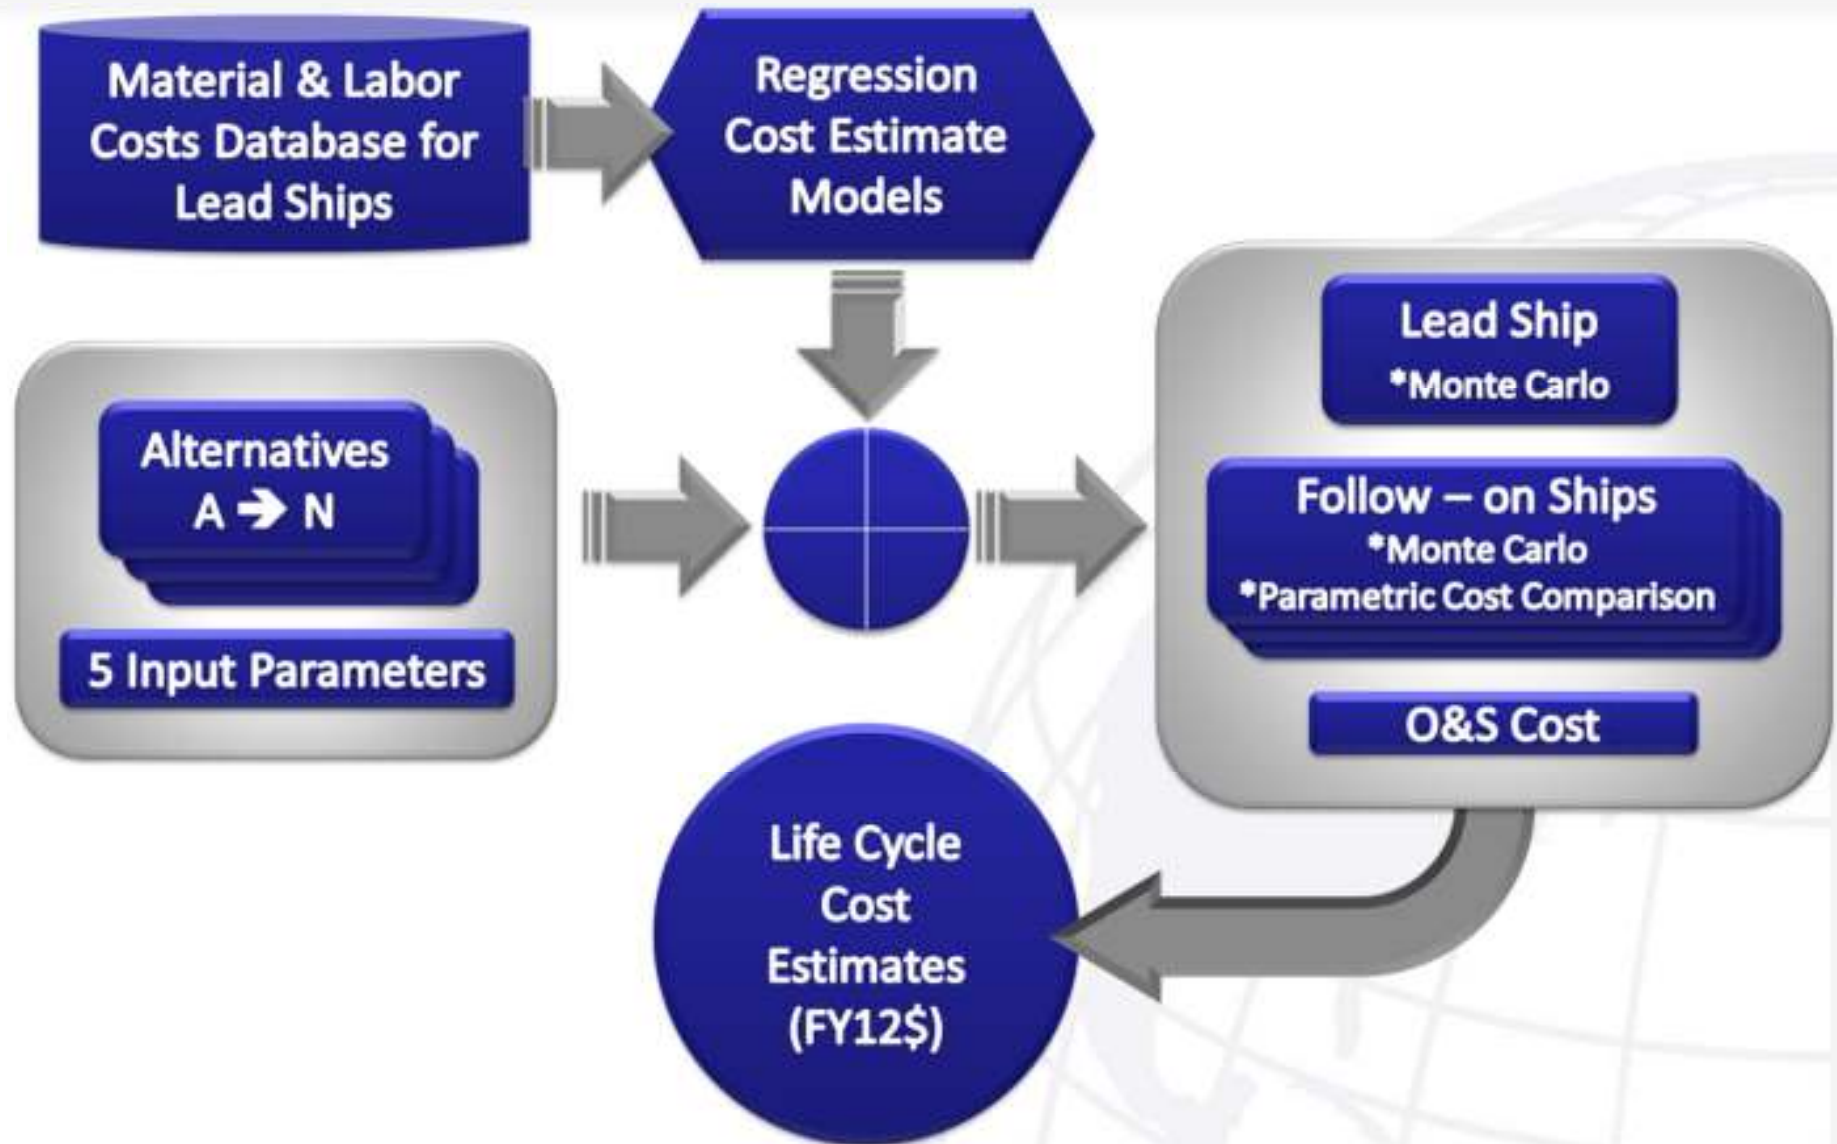 Material & Labor
Costs Database for
Lead Ships
Regression
Cost Estimate
Models
Alternatives
A ➔ N
5 Input Parameters
Lead Ship
*Monte Carlo
Follow – on Ships
*Monte Carlo
*Parametric Cost Comparison
O&S Cost
Life Cycle
Cost
Estimates
(FY12$)